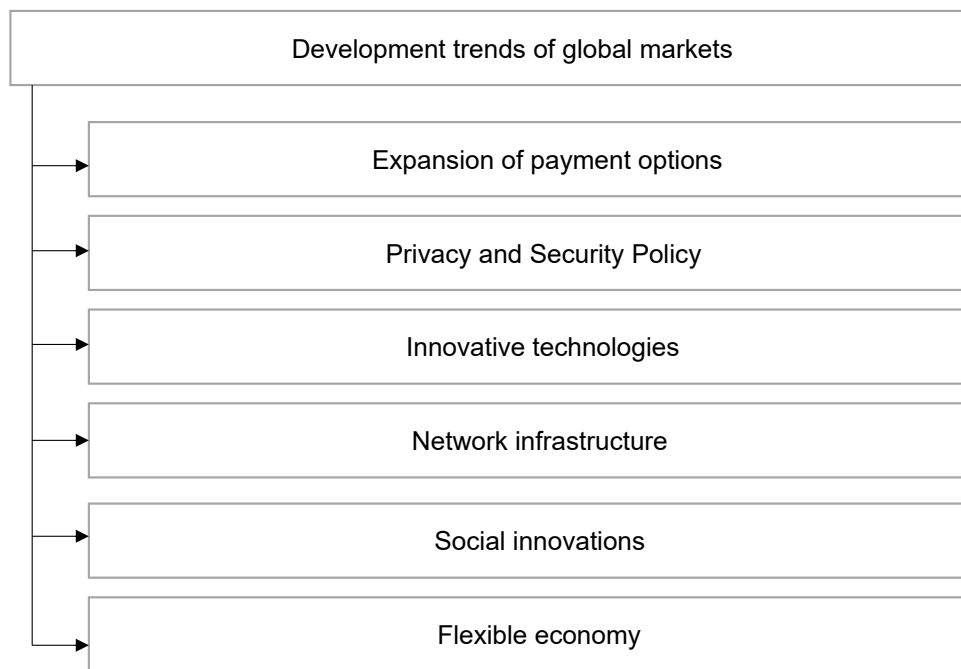 Development trends of global markets
Expansion of payment options
Privacy and Security Policy
Innovative technologies
Network infrastructure
Social innovations
Flexible economy